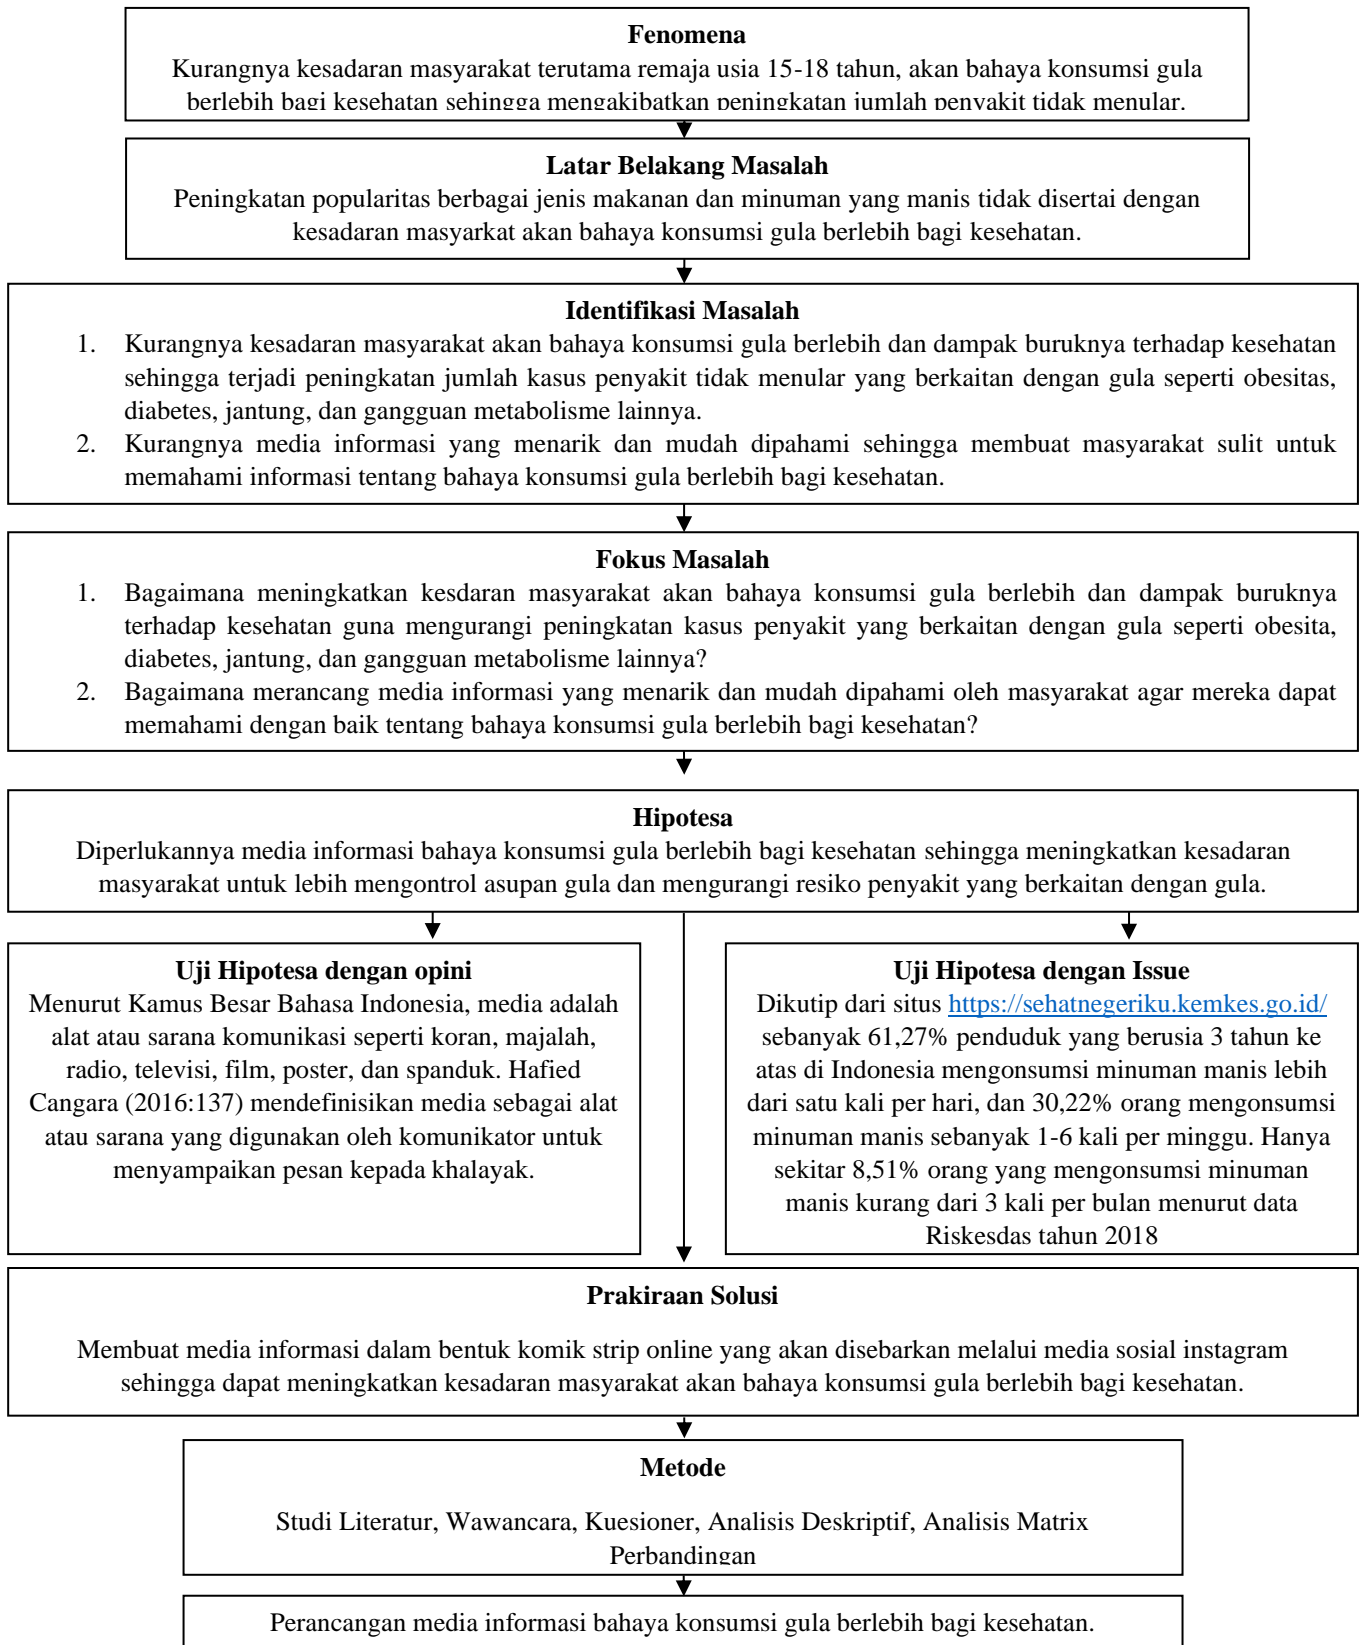 Fenomena
Kurangnya kesadaran masyarakat terutama remaja usia 15-18 tahun, akan bahaya konsumsi gula
berlebih bagi kesehatan sehingga mengakibatkan peningkatan jumlah penyakit tidak menular.
Latar Belakang Masalah
Peningkatan popularitas berbagai jenis makanan dan minuman yang manis tidak disertai dengan
kesadaran masyarkat akan bahaya konsumsi gula berlebih bagi kesehatan.
Identifikasi Masalah
1. Kurangnya kesadaran masyarakat akan bahaya konsumsi gula berlebih dan dampak buruknya terhadap kesehatan
sehingga terjadi peningkatan jumlah kasus penyakit tidak menular yang berkaitan dengan gula seperti obesitas,
diabetes, jantung, dan gangguan metabolisme lainnya.
2. Kurangnya media informasi yang menarik dan mudah dipahami sehingga membuat masyarakat sulit untuk
memahami informasi tentang bahaya konsumsi gula berlebih bagi kesehatan.
Fokus Masalah
1. Bagaimana meningkatkan kesdaran masyarakat akan bahaya konsumsi gula berlebih dan dampak buruknya
terhadap kesehatan guna mengurangi peningkatan kasus penyakit yang berkaitan dengan gula seperti obesita,
diabetes, jantung, dan gangguan metabolisme lainnya?
2. Bagaimana merancang media informasi yang menarik dan mudah dipahami oleh masyarakat agar mereka dapat
memahami dengan baik tentang bahaya konsumsi gula berlebih bagi kesehatan?
Hipotesa
Diperlukannya media informasi bahaya konsumsi gula berlebih bagi kesehatan sehingga meningkatkan kesadaran
masyarakat untuk lebih mengontrol asupan gula dan mengurangi resiko penyakit yang berkaitan dengan gula.
Uji Hipotesa dengan opini
Menurut Kamus Besar Bahasa Indonesia, media adalah
alat atau sarana komunikasi seperti koran, majalah,
radio, televisi, film, poster, dan spanduk. Hafied
Cangara (2016:137) mendefinisikan media sebagai alat
atau sarana yang digunakan oleh komunikator untuk
menyampaikan pesan kepada khalayak.
Uji Hipotesa dengan Issue
Dikutip dari situs https://sehatnegeriku.kemkes.go.id/
sebanyak 61,27% penduduk yang berusia 3 tahun ke
atas di Indonesia mengonsumsi minuman manis lebih
dari satu kali per hari, dan 30,22% orang mengonsumsi
minuman manis sebanyak 1-6 kali per minggu. Hanya
sekitar 8,51% orang yang mengonsumsi minuman
manis kurang dari 3 kali per bulan menurut data
Riskesdas tahun 2018
Prakiraan Solusi
Membuat media informasi dalam bentuk komik strip online yang akan disebarkan melalui media sosial instagram
sehingga dapat meningkatkan kesadaran masyarakat akan bahaya konsumsi gula berlebih bagi kesehatan.
Metode
Studi Literatur, Wawancara, Kuesioner, Analisis Deskriptif, Analisis Matrix
Perbandingan
Perancangan media informasi bahaya konsumsi gula berlebih bagi kesehatan.